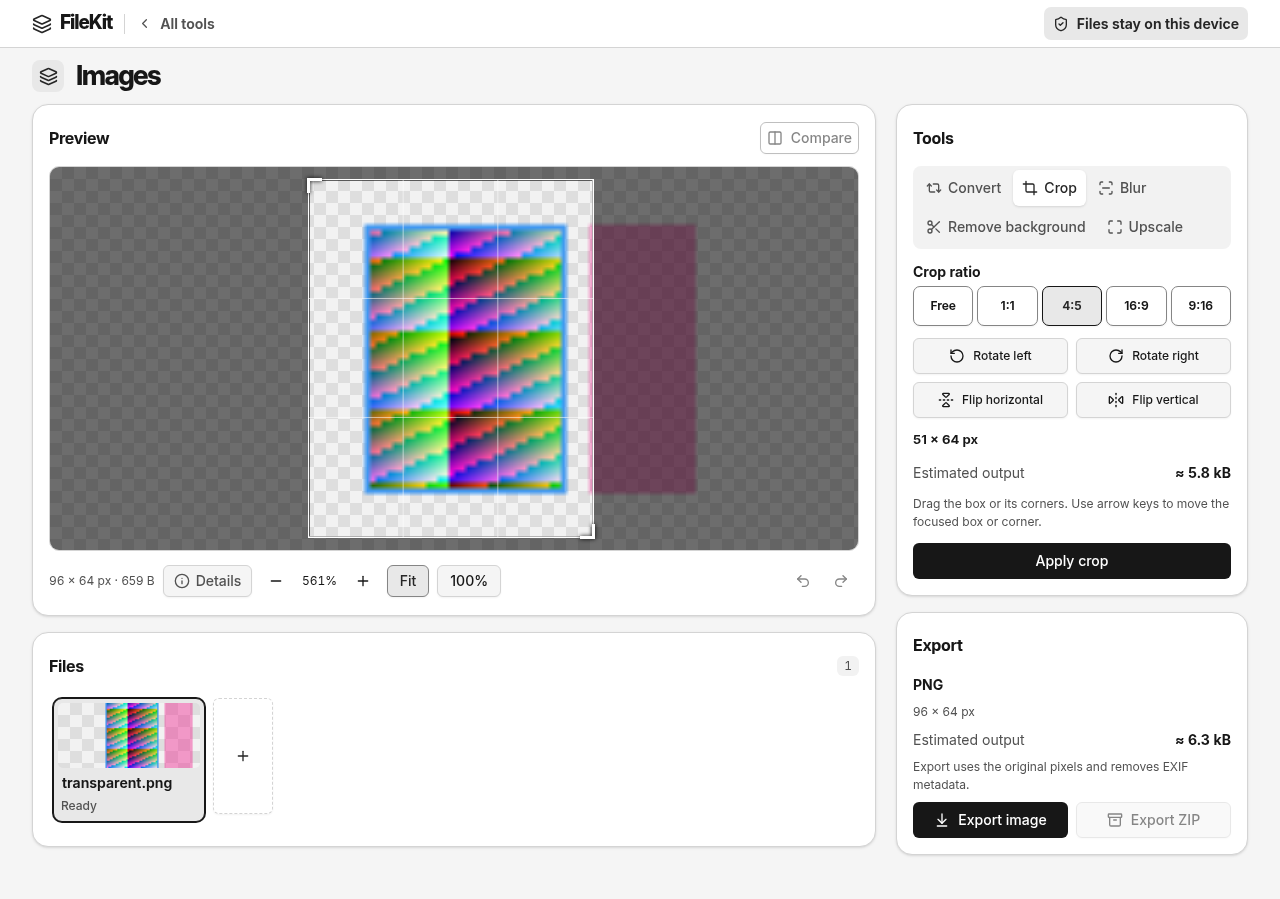 FileKit
All tools
Files stay on this device
Images
Preview
Compare
Tools
Convert
Crop
Blur
Remove background
Upscale
Crop ratio
Free
1:1
4:5
16:9
9:16
Rotate left
Rotate right
Flip horizontal
Flip vertical
51 × 64 px
Estimated output
≈ 5.8 kB
Drag the box or its corners. Use arrow keys to move the
focused box or corner.
Apply crop
96 × 64 px · 659 B
Details
561%
Fit
100%
Files
1
transparent.png
Ready
Export
PNG
96 × 64 px
Estimated output
≈ 6.3 kB
Export uses the original pixels and removes EXIF
metadata.
Export image
Export ZIP